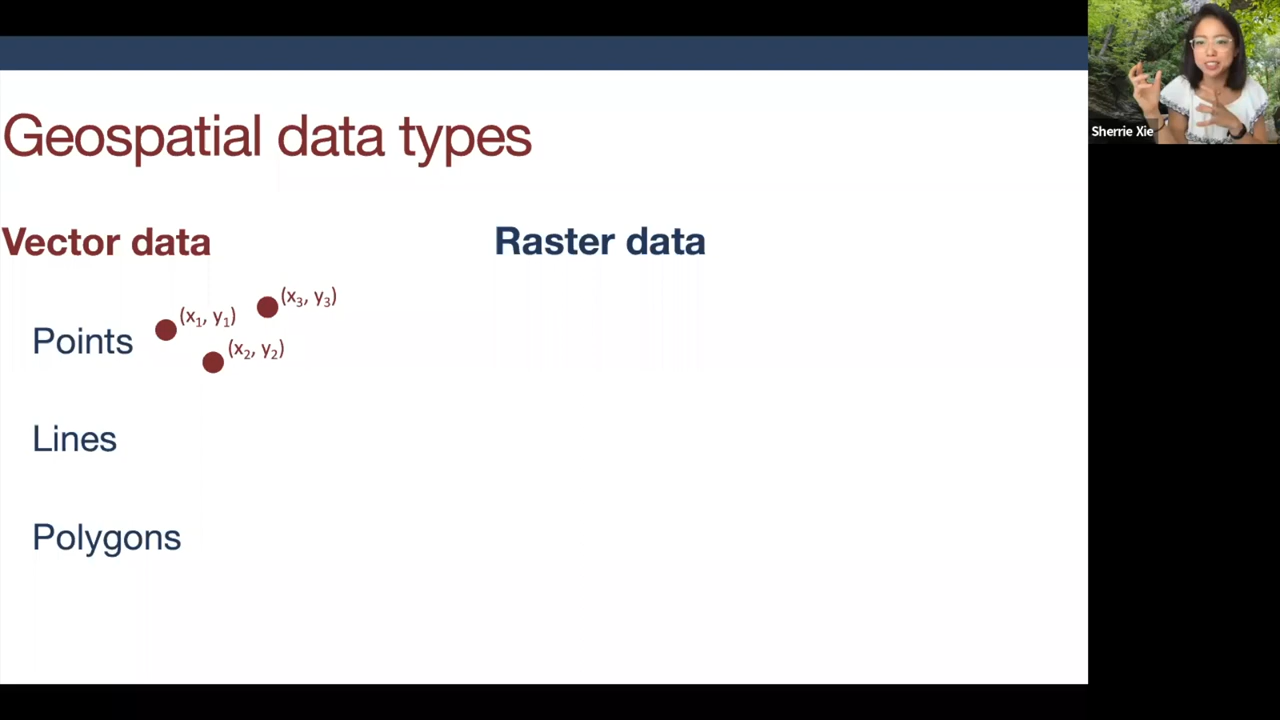 Geospatial data types
Vector data
Raster data
(x3, y3)
(x1, y1)
Points
(x2, y2)
Lines
Polygons
Sherrie Xie